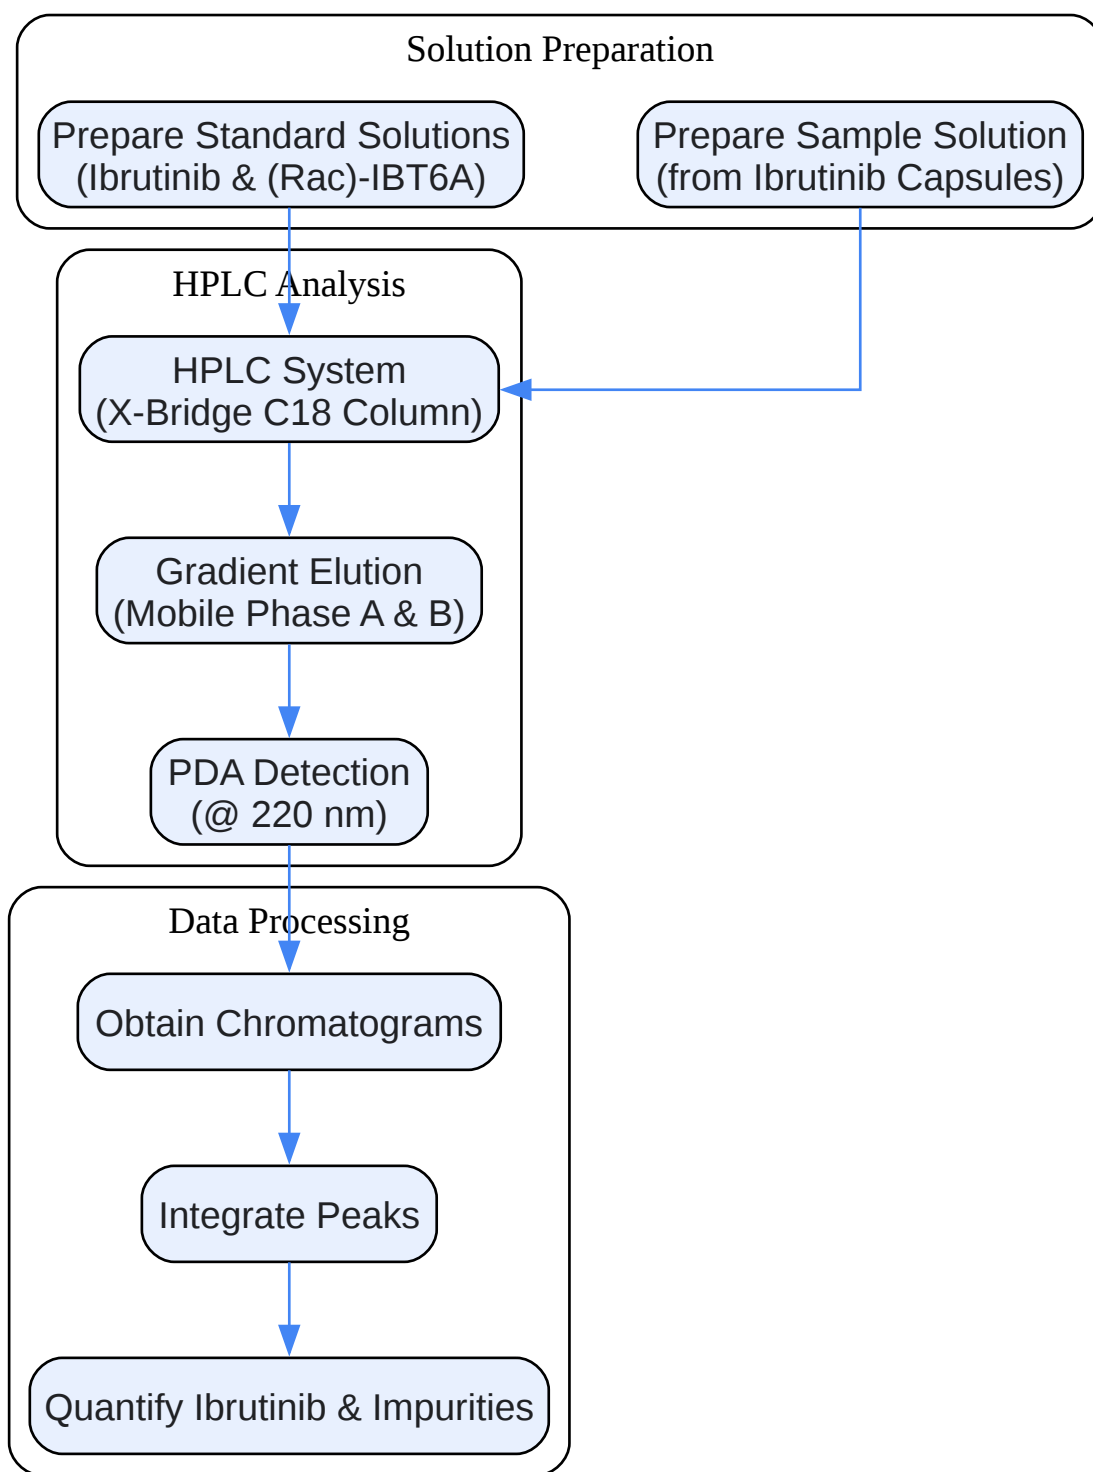 Solution Preparation
Prepare Standard Solutions
(Ibrutinib & (Rac)-IBT6A)
Prepare Sample Solution
(from Ibrutinib Capsules)
HPLC Analysis
HPLC System
(X-Bridge C18 Column)
Gradient Elution
(Mobile Phase A & B)
PDA Detection
(@ 220 nm)
Data Processing
Obtain Chromatograms
Integrate Peaks
Quantify Ibrutinib & Impurities